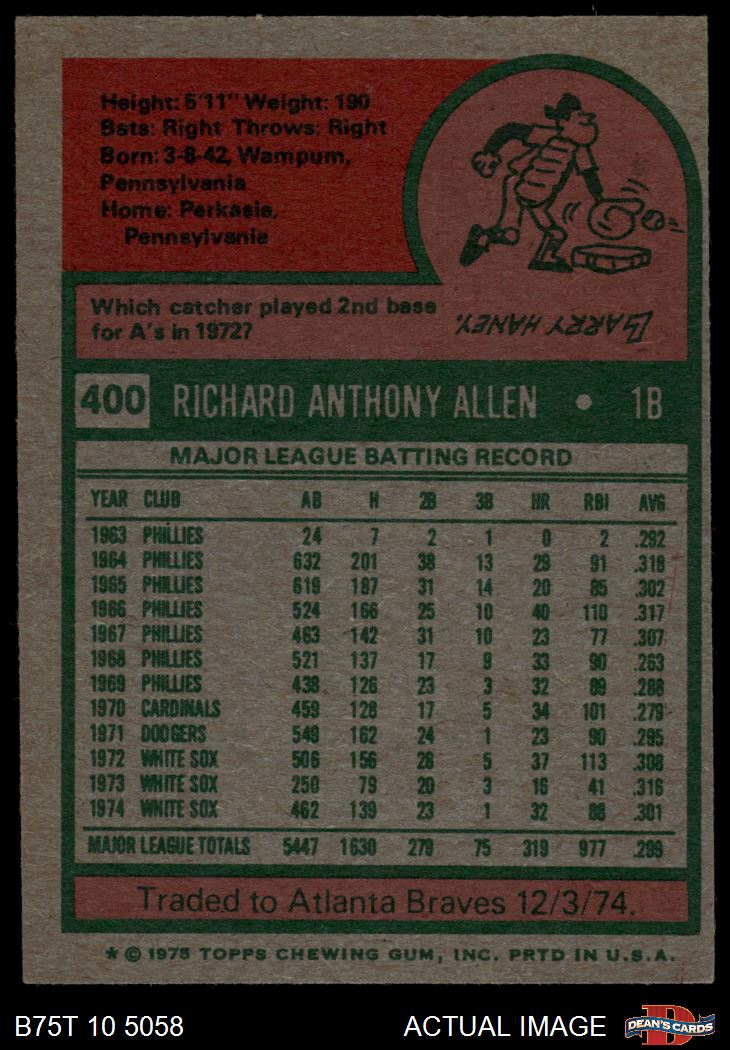 Height: 5'11" Weight: 190
Bats: Right Throws: Right
Born: 3-8-42, Wampum,
Pennsylvania
Home: Perkasie,
Pennsylvania
Which catcher played 2nd base
for A's in 1972?
BARRY HANEY.
400 RICHARD ANTHONY ALLEN • 1B
MAJOR LEAGUE BATTING RECORD
YEAR CLUB AB H 2B 3B HR RBI AVG
1963 PHILLIES 24 7 2 1 0 2 .292
1964 PHILLIES 632 201 38 13 29 91 .318
1965 PHILLIES 619 187 31 14 20 85 .302
1966 PHILLIES 524 166 25 10 40 110 .317
1967 PHILLIES 463 142 31 10 23 77 .307
1968 PHILLIES 521 137 17 9 33 90 .263
1969 PHILLIES 438 126 23 3 32 89 .288
1970 CARDINALS 459 128 17 5 34 101 .279
1971 DODGERS 549 162 24 1 23 90 .295
1972 WHITE SOX 506 156 28 5 37 113 .308
1973 WHITE SOX 250 79 20 3 16 41 .316
1974 WHITE SOX 462 139 23 1 32 88 .301
MAJOR LEAGUE TOTALS 5447 1630 279 75 319 977 .299
Traded to Atlanta Braves 12/3/74.
* © 1975 TOPPS CHEWING GUM, INC. PRTD IN U.S.A.
B75T 10 5058 ACTUAL IMAGE DEAN'S CARDS